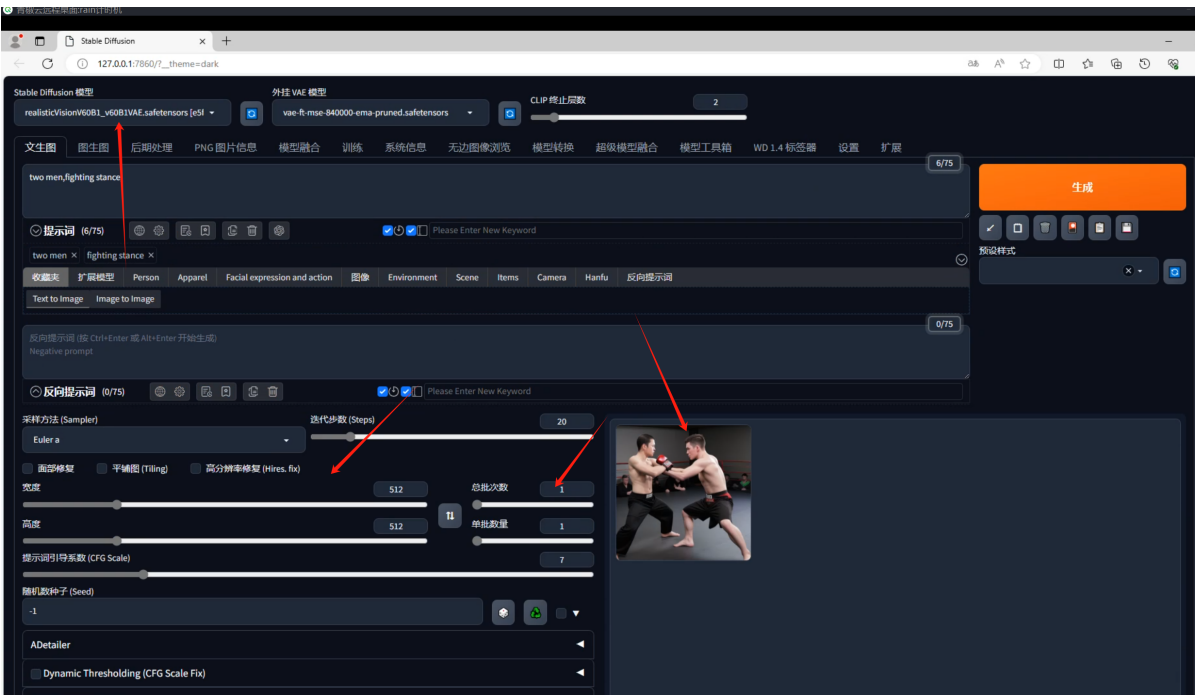 青椒云远程桌面:rain计时机
Stable Diffusion
127.0.0.1:7860/?__theme=dark
Stable Diffusion 模型
外挂 VAE 模型
CLIP 终止层数
2
realisticVisionV60B1_v60B1VAE.safetensors [e5f
vae-ft-mse-840000-ema-pruned.safetensors
文生图 图生图 后期处理 PNG 图片信息 模型融合 训练 系统信息 无边图像浏览 模型转换 超级模型融合 模型工具箱 WD 1.4 标签器 设置 扩展
6/75
two men,fighting stance
生成
提示词 (6/75)
Please Enter New Keyword
预设样式
two men × fighting stance ×
收藏夹 扩展模型 Person Apparel Facial expression and action 图像 Environment Scene Items Camera Hanfu 反向提示词
Text to Image Image to Image
0/75
反向提示词 (按 Ctrl+Enter 或 Alt+Enter 开始生成)
Negative prompt
反向提示词 (0/75)
Please Enter New Keyword
采样方法 (Sampler)
迭代步数 (Steps)
20
Euler a
面部修复 平铺图 (Tiling) 高分辨率修复 (Hires. fix)
宽度
512
总批次数
1
高度
512
单批数量
1
提示词引导系数 (CFG Scale)
7
随机数种子 (Seed)
-1
ADetailer
Dynamic Thresholding (CFG Scale Fix)